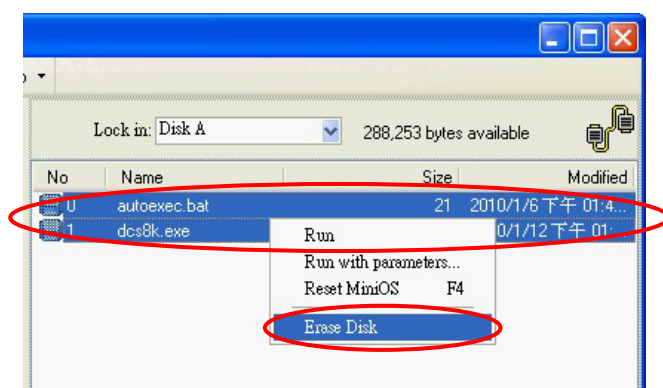 Lock in: Disk A 288,253 bytes available
No Name Size Modified
0 autoexec.bat 21 2010/1/6 下午 01:4...
1 dcs8k.exe 0/1/12 下午 01:...
Run
Run with parameters...
Reset MiniOS F4
Erase Disk